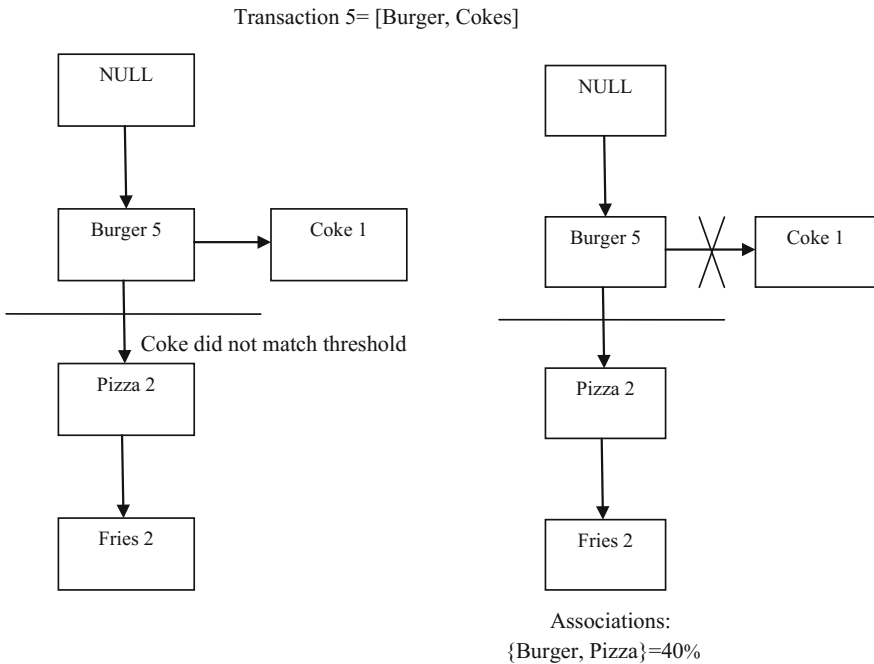 Transaction 5= [Burger, Cokes]
NULL
Burger 5
Coke 1
Coke did not match threshold
Pizza 2
Fries 2
NULL
Burger 5
Coke 1
Pizza 2
Fries 2
Associations:
{Burger, Pizza}=40%